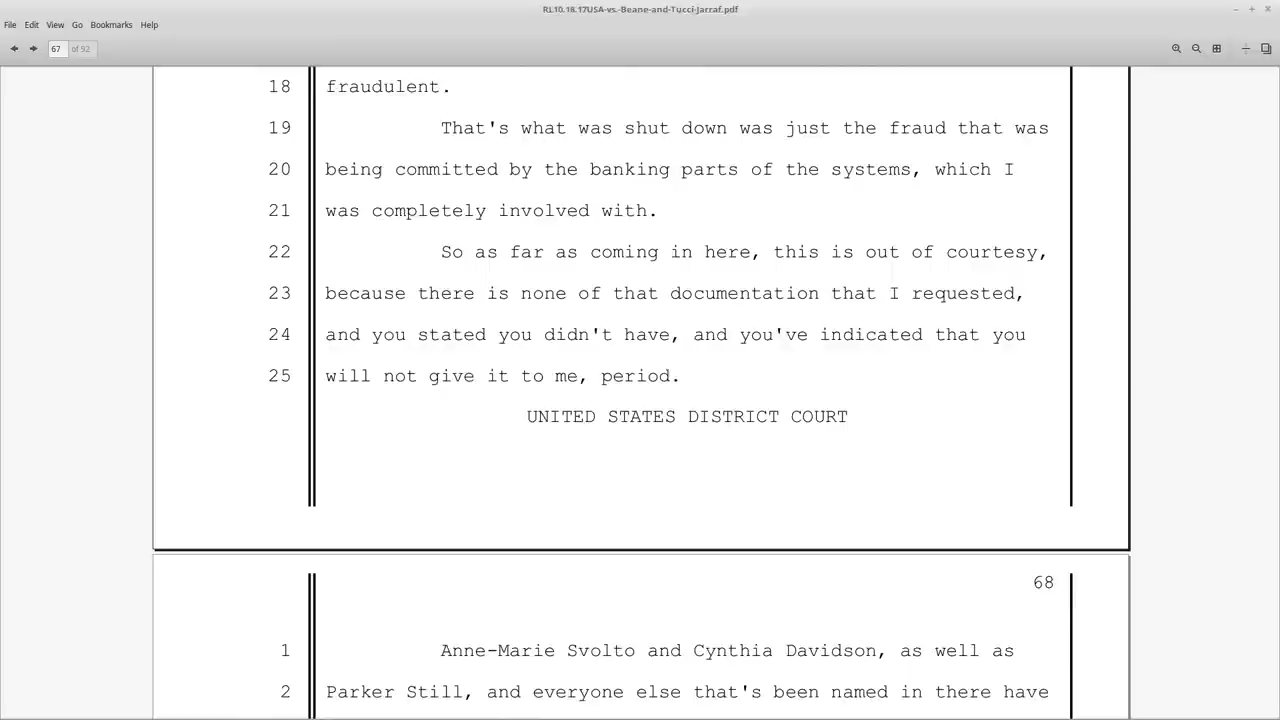 RL10.18.17USA-vs.-Beane-and-Tucci-Jarraf.pdf
File Edit View Go Bookmarks Help
67 of 92
18 fraudulent.
19 That's what was shut down was just the fraud that was
20 being committed by the banking parts of the systems, which I
21 was completely involved with.
22 So as far as coming in here, this is out of courtesy,
23 because there is none of that documentation that I requested,
24 and you stated you didn't have, and you've indicated that you
25 will not give it to me, period.
UNITED STATES DISTRICT COURT
68
1 Anne-Marie Svolto and Cynthia Davidson, as well as
2 Parker Still, and everyone else that's been named in there have